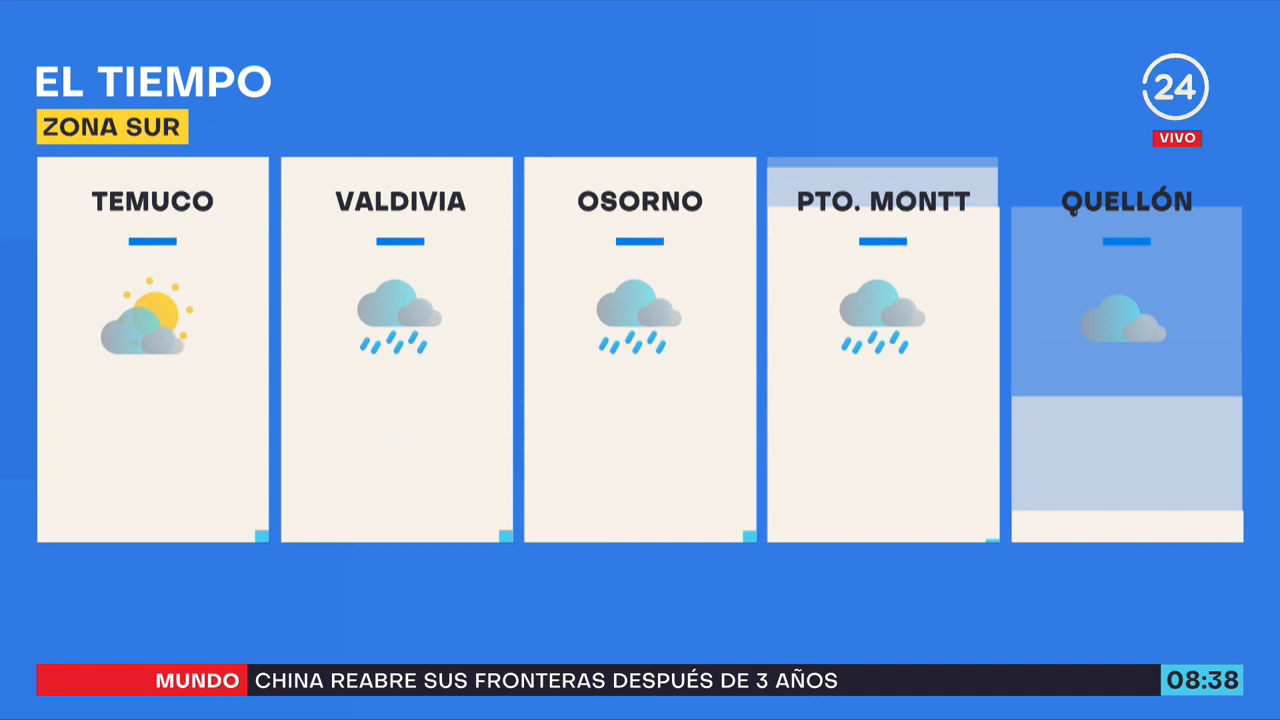 EL TIEMPO
ZONA SUR
24
VIVO
TEMUCO
VALDIVIA
OSORNO
PTO. MONTT
QUELLÓN
MUNDO CHINA REABRE SUS FRONTERAS DESPUÉS DE 3 AÑOS 08:38